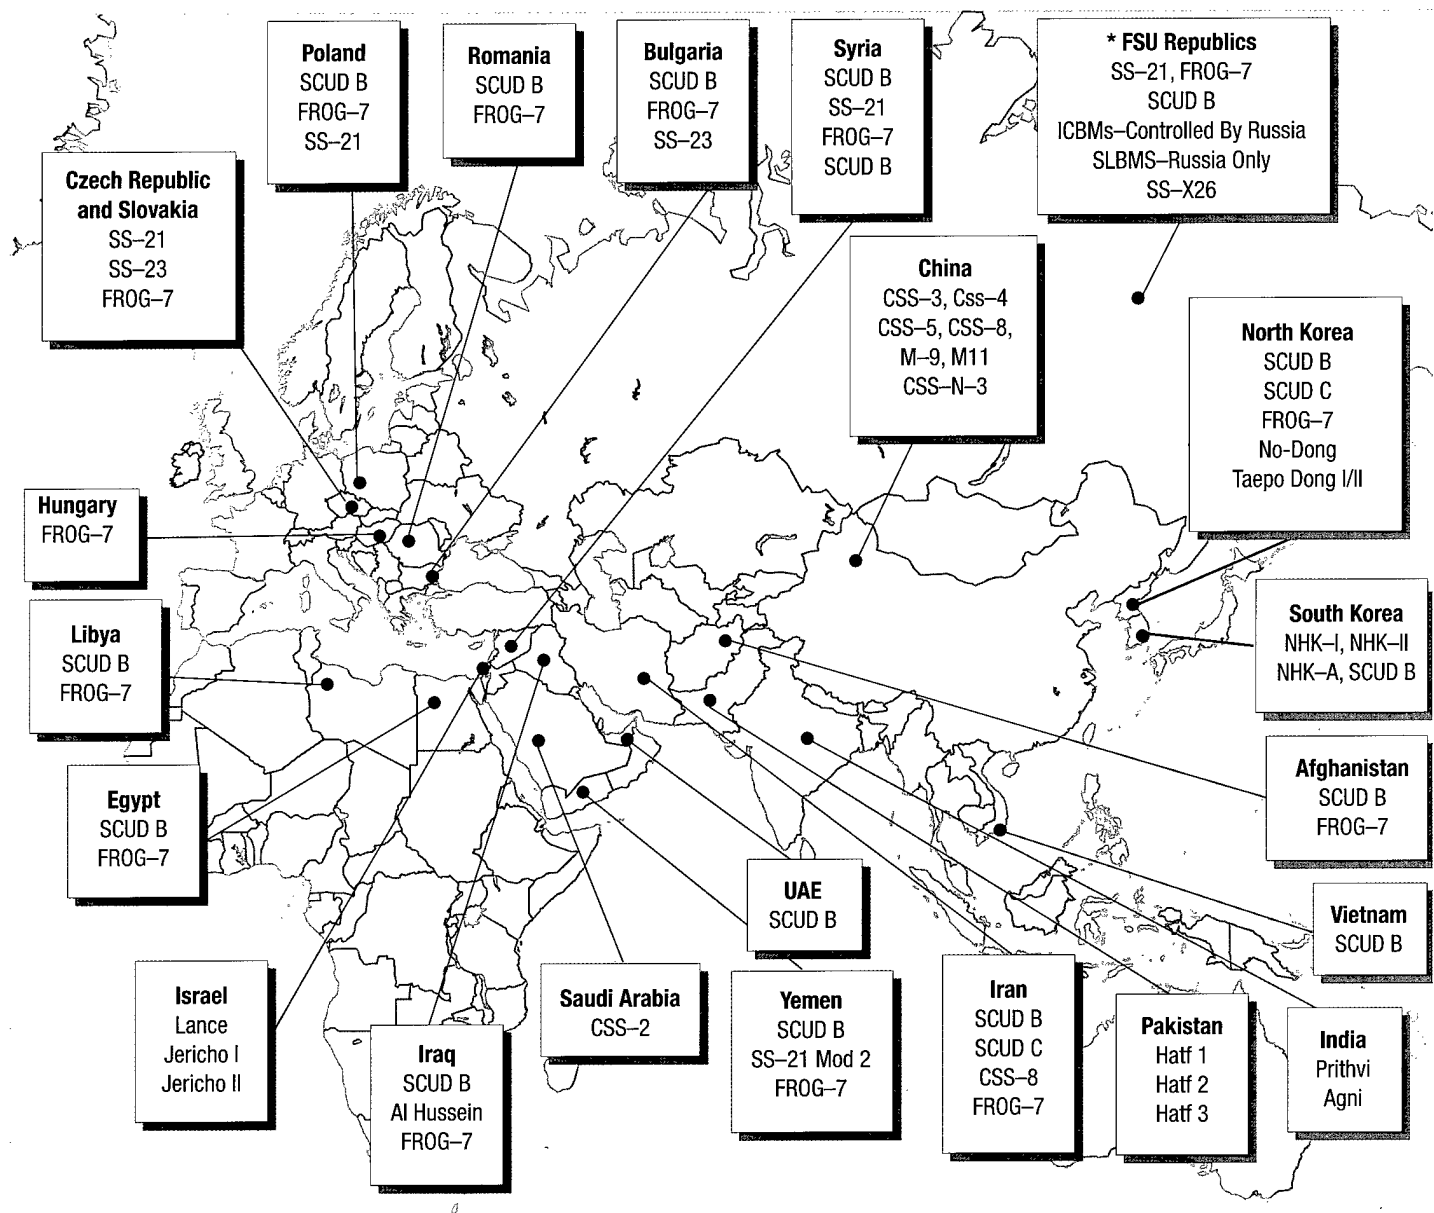 Poland
SCUD B
FROG–7
SS–21
Romania
SCUD B
FROG–7
Bulgaria
SCUD B
FROG–7
SS–23
Syria
SCUD B
SS–21
FROG–7
SCUD B
* FSU Republics
SS–21, FROG–7
SCUD B
ICBMs–Controlled By Russia
SLBMS–Russia Only
SS–X26
Czech Republic
and Slovakia
SS–21
SS–23
FROG–7
China
CSS–3, Css–4
CSS–5, CSS–8,
M–9, M11
CSS–N–3
North Korea
SCUD B
SCUD C
FROG–7
No-Dong
Taepo Dong I/II
Hungary
FROG–7
South Korea
NHK–I, NHK–II
NHK–A, SCUD B
Libya
SCUD B
FROG–7
Afghanistan
SCUD B
FROG–7
Egypt
SCUD B
FROG–7
UAE
SCUD B
Vietnam
SCUD B
Israel
Lance
Jericho I
Jericho II
Iraq
SCUD B
Al Hussein
FROG–7
Saudi Arabia
CSS–2
Yemen
SCUD B
SS–21 Mod 2
FROG–7
Iran
SCUD B
SCUD C
CSS–8
FROG–7
Pakistan
Hatf 1
Hatf 2
Hatf 3
India
Prithvi
Agni